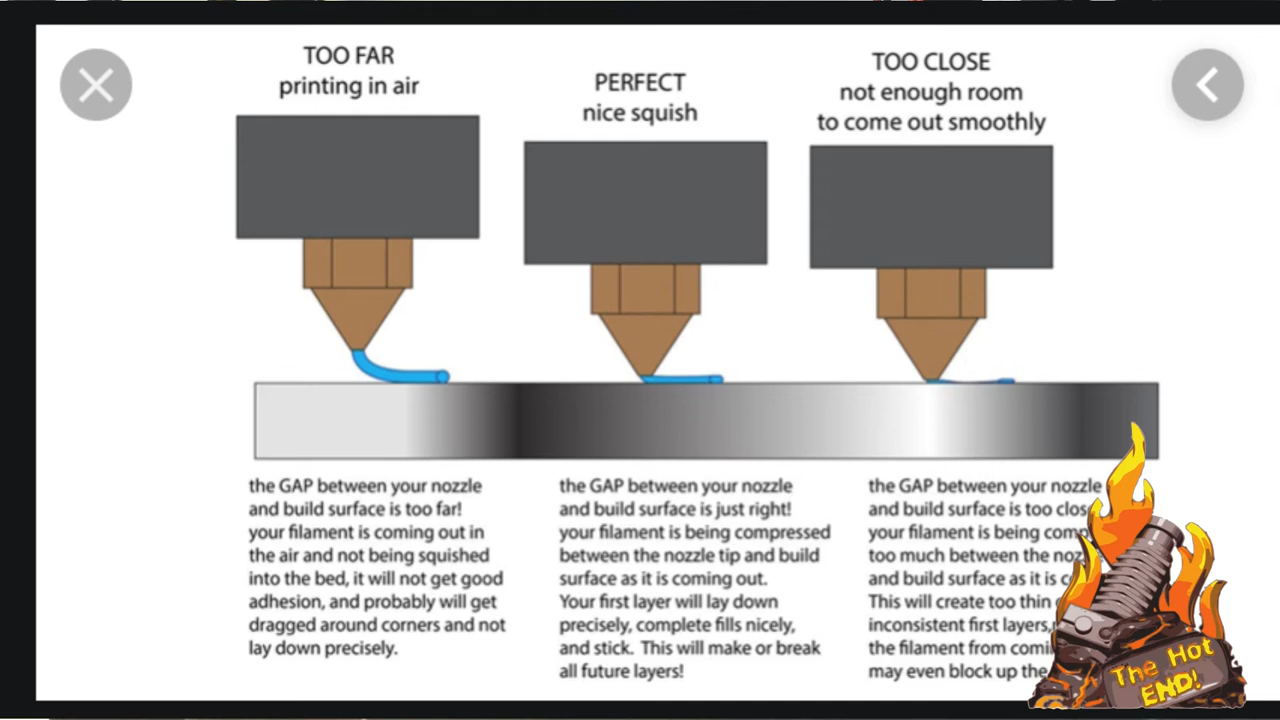 TOO FAR
printing in air
PERFECT
nice squish
TOO CLOSE
not enough room
to come out smoothly
the GAP between your nozzle
and build surface is too far!
your filament is coming out in
the air and not being squished
into the bed, it will not get good
adhesion, and probably will get
dragged around corners and not
lay down precisely.
the GAP between your nozzle
and build surface is just right!
your filament is being compressed
between the nozzle tip and build
surface as it is coming out.
Your first layer will lay down
precisely, complete fills nicely,
and stick. This will make or break
all future layers!
the GAP between your nozzle
and build surface is too
your filament is being
too much between the
and build surface as it is
This will create too thin
inconsistent first layers,
the filament from
may even block up the
The Hot
END!